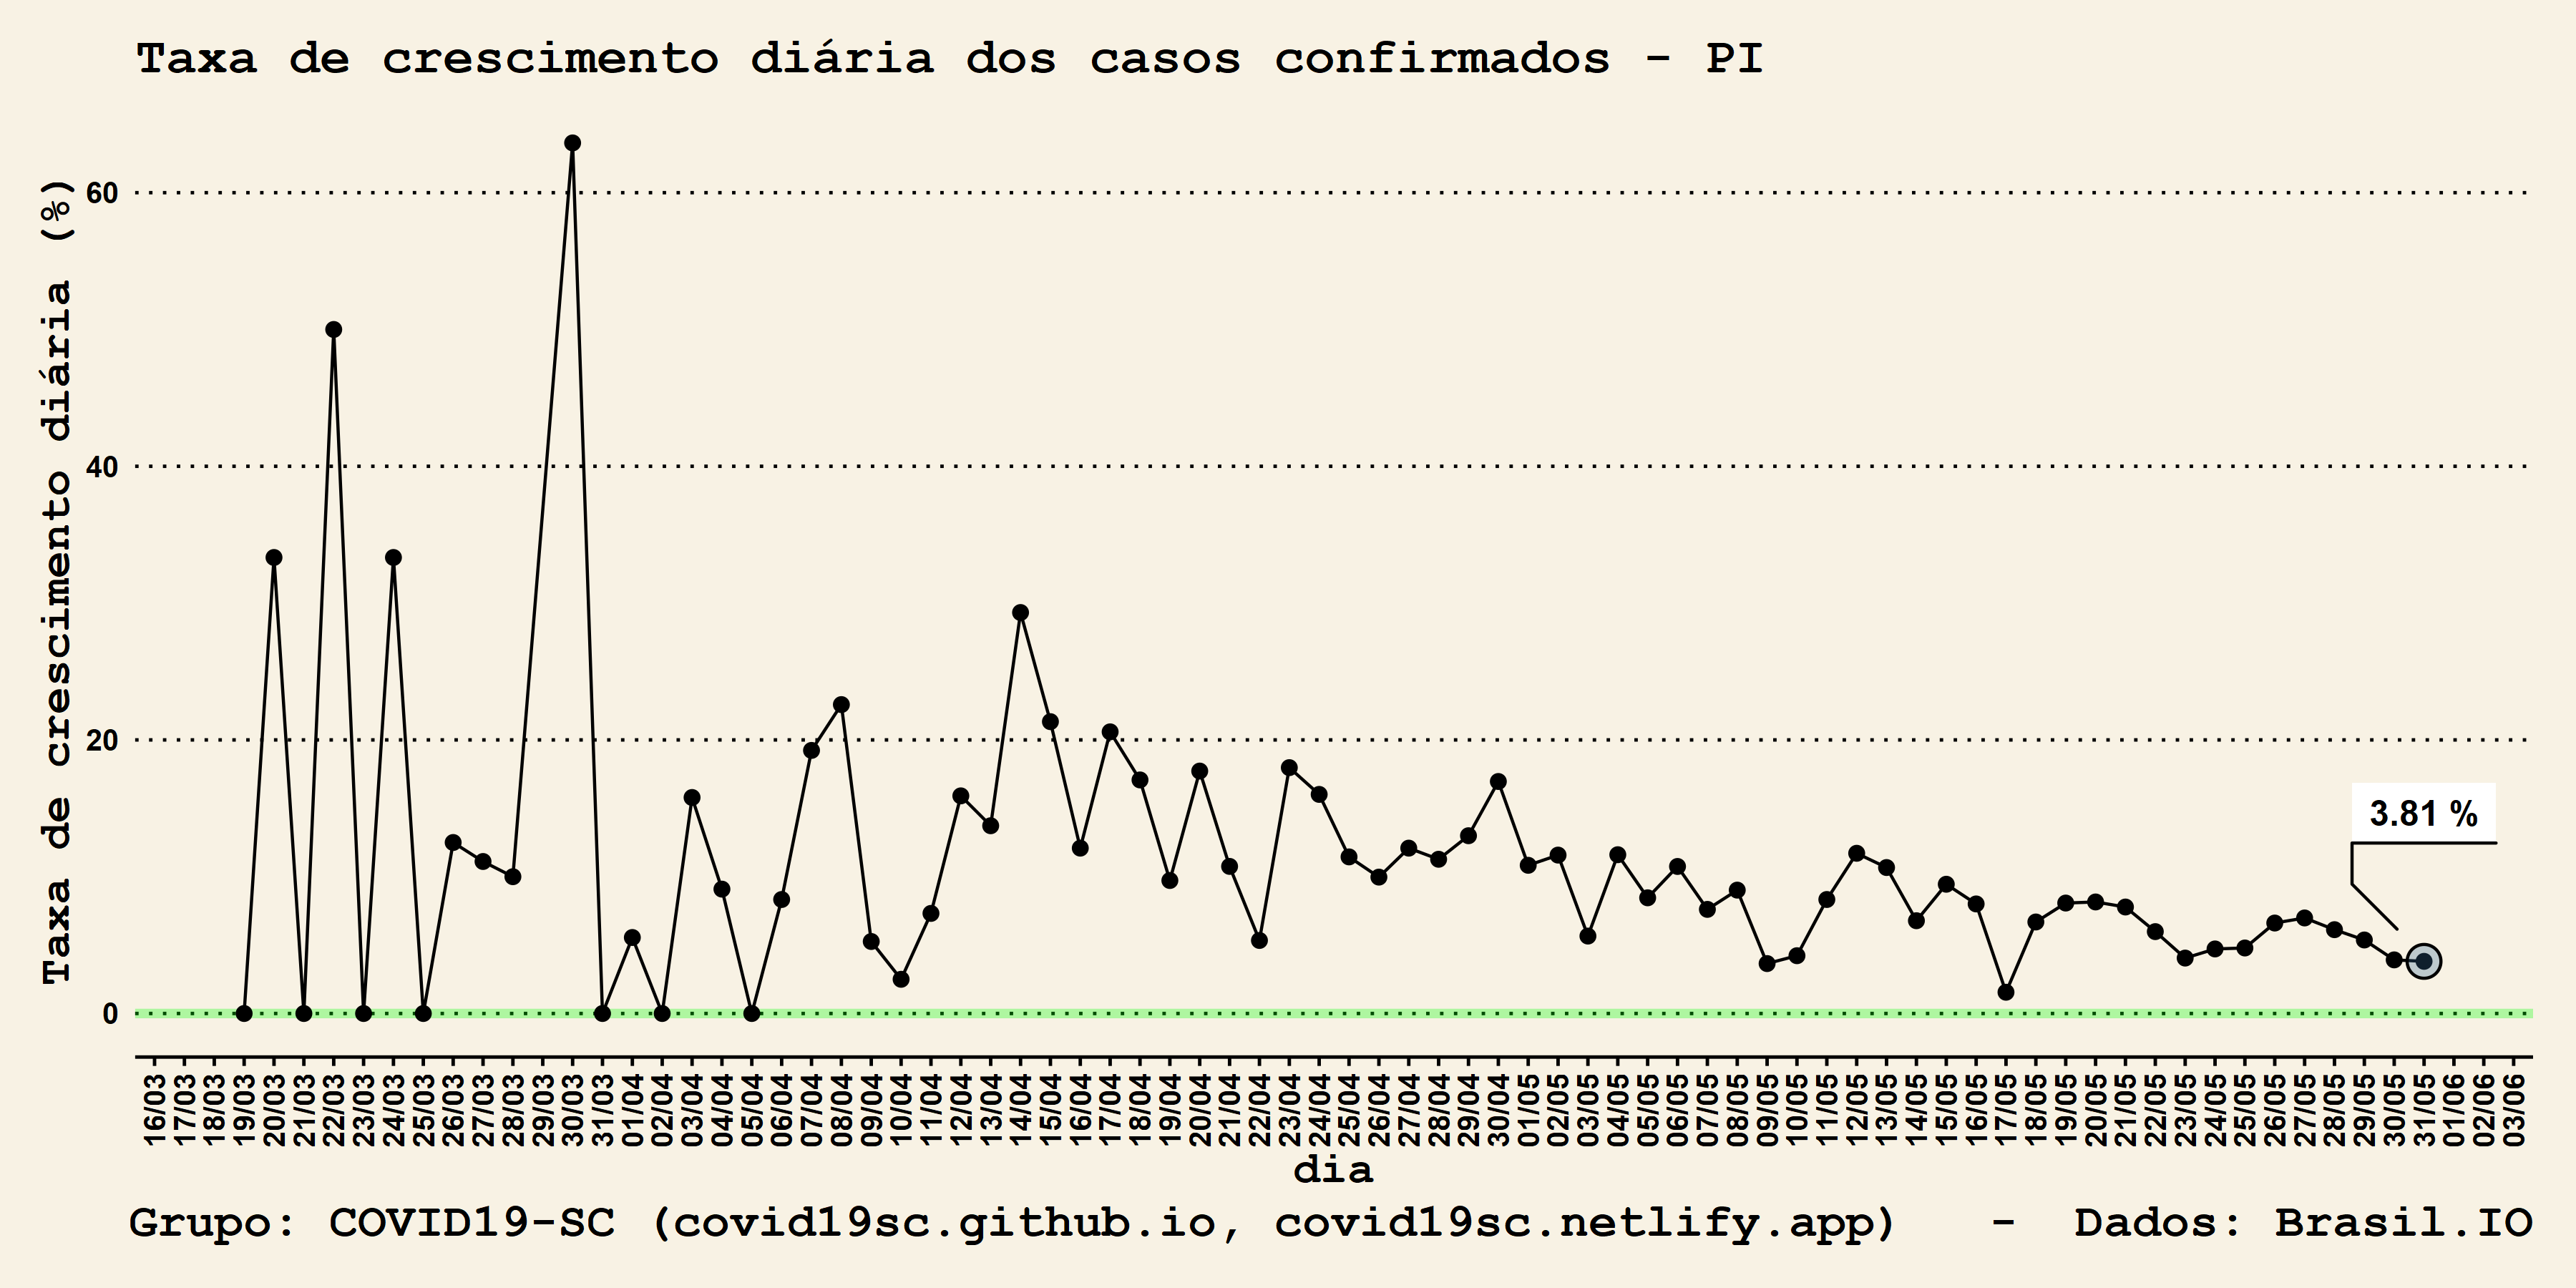 Taxa de crescimento diária dos casos confirmados - PI
Taxa de crescimento diária (%)
60
40
20
0
3.81 %
16/03 17/03 18/03 19/03 20/03 21/03 22/03 23/03 24/03 25/03 26/03 27/03 28/03 29/03 30/03 31/03 01/04 02/04 03/04 04/04 05/04 06/04 07/04 08/04 09/04 10/04 11/04 12/04 13/04 14/04 15/04 16/04 17/04 18/04 19/04 20/04 21/04 22/04 23/04 24/04 25/04 26/04 27/04 28/04 29/04 30/04 01/05 02/05 03/05 04/05 05/05 06/05 07/05 08/05 09/05 10/05 11/05 12/05 13/05 14/05 15/05 16/05 17/05 18/05 19/05 20/05 21/05 22/05 23/05 24/05 25/05 26/05 27/05 28/05 29/05 30/05 31/05 01/06 02/06 03/06
dia
Grupo: COVID19-SC (covid19sc.github.io, covid19sc.netlify.app) - Dados: Brasil.IO